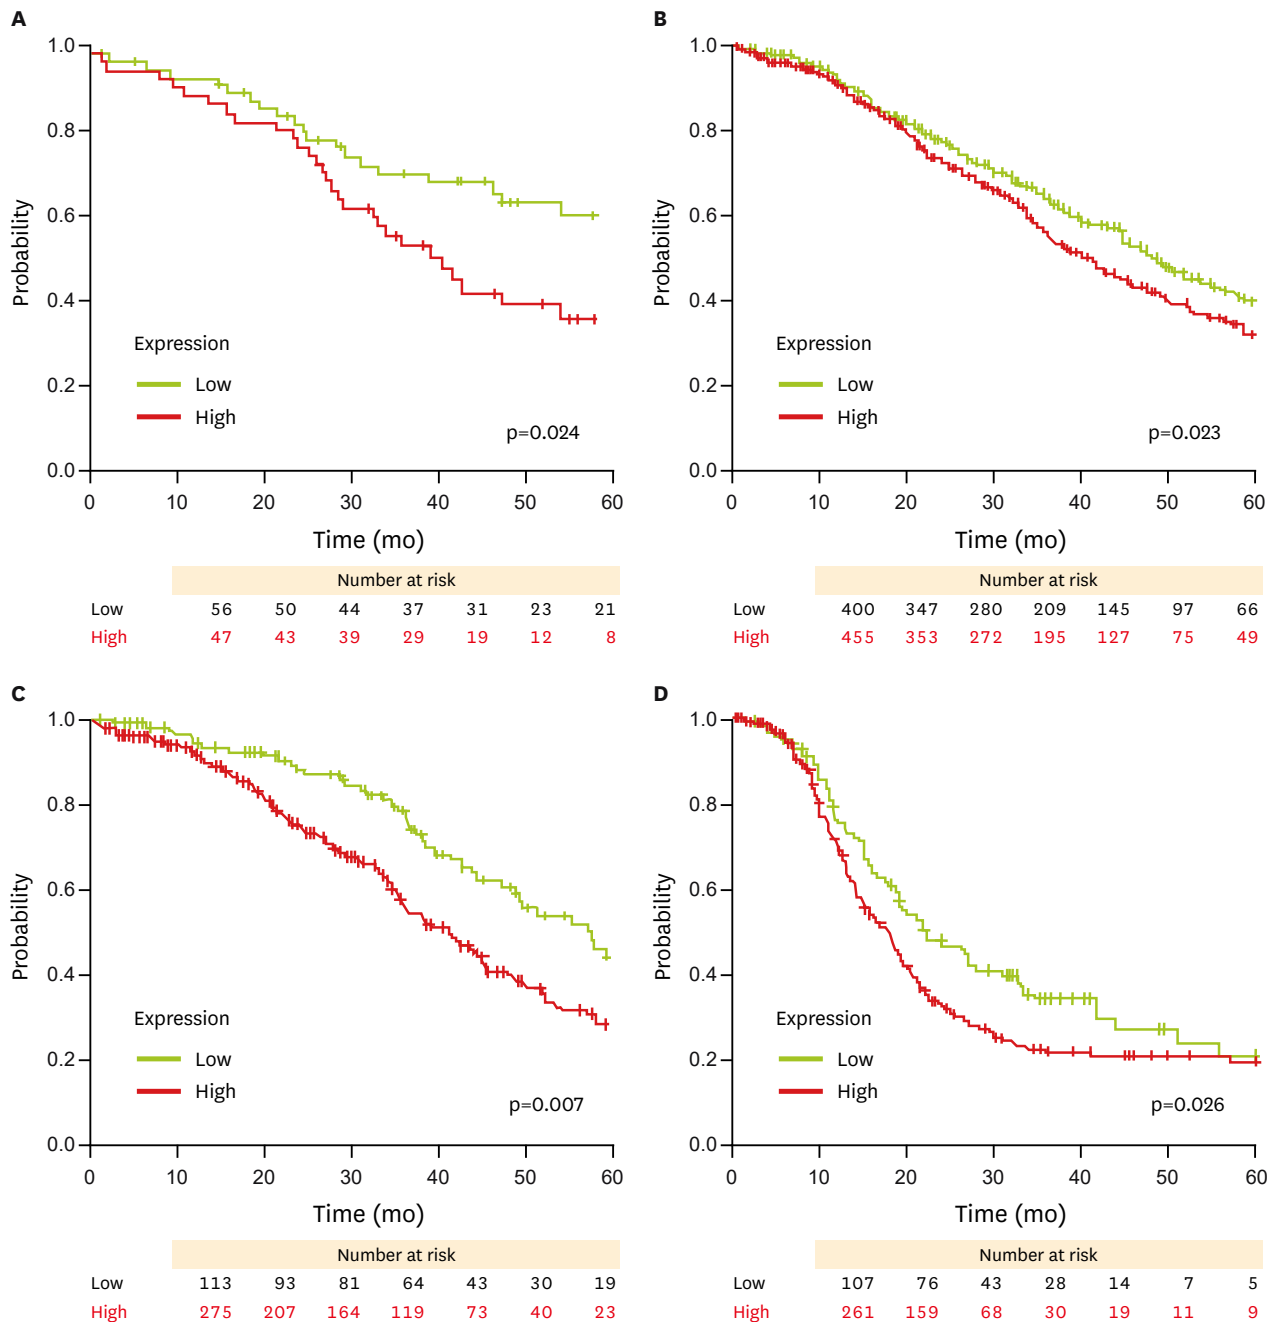 A
1.0
0.8
0.6
0.4
0.2
0.0
Probability
Expression
Low
High
p=0.024
0 10 20 30 40 50 60
Time (mo)
Number at risk
Low 56 50 44 37 31 23 21
High 47 43 39 29 19 12 8
B
1.0
0.8
0.6
0.4
0.2
0.0
Probability
Expression
Low
High
p=0.023
0 10 20 30 40 50 60
Time (mo)
Number at risk
Low 400 347 280 209 145 97 66
High 455 353 272 195 127 75 49
C
1.0
0.8
0.6
0.4
0.2
0.0
Probability
Expression
Low
High
p=0.007
0 10 20 30 40 50 60
Time (mo)
Number at risk
Low 113 93 81 64 43 30 19
High 275 207 164 119 73 40 23
D
1.0
0.8
0.6
0.4
0.2
0.0
Probability
Expression
Low
High
p=0.026
0 10 20 30 40 50 60
Time (mo)
Number at risk
Low 107 76 43 28 14 7 5
High 261 159 68 30 19 11 9